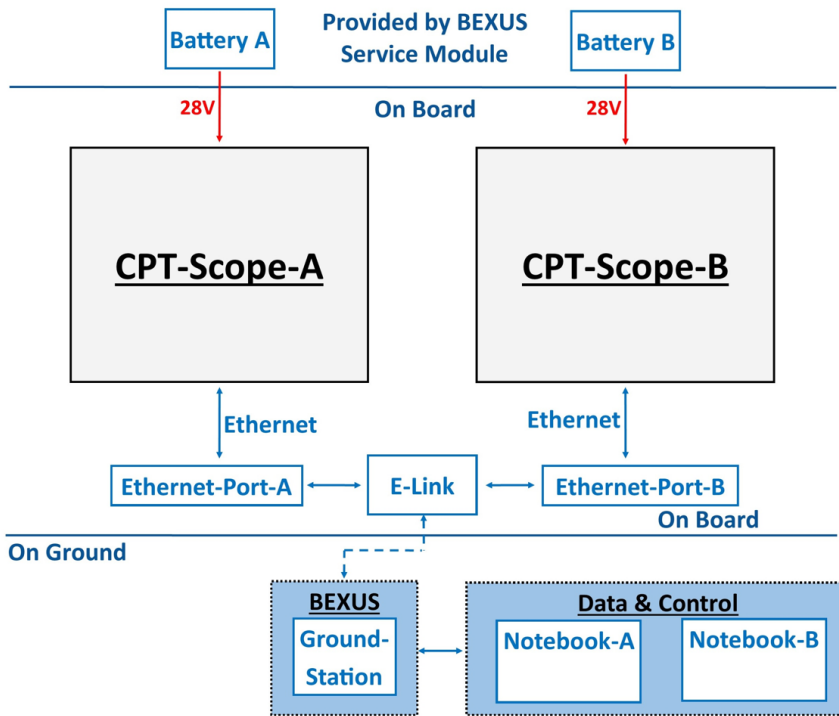 Battery A
Provided by BEXUS
Service Module
Battery B
28V
On Board
28V
CPT-Scope-A
CPT-Scope-B
Ethernet
Ethernet
Ethernet-Port-A
E-Link
Ethernet-Port-B
On Board
On Ground
BEXUS
Ground-
Station
Data & Control
Notebook-A
Notebook-B